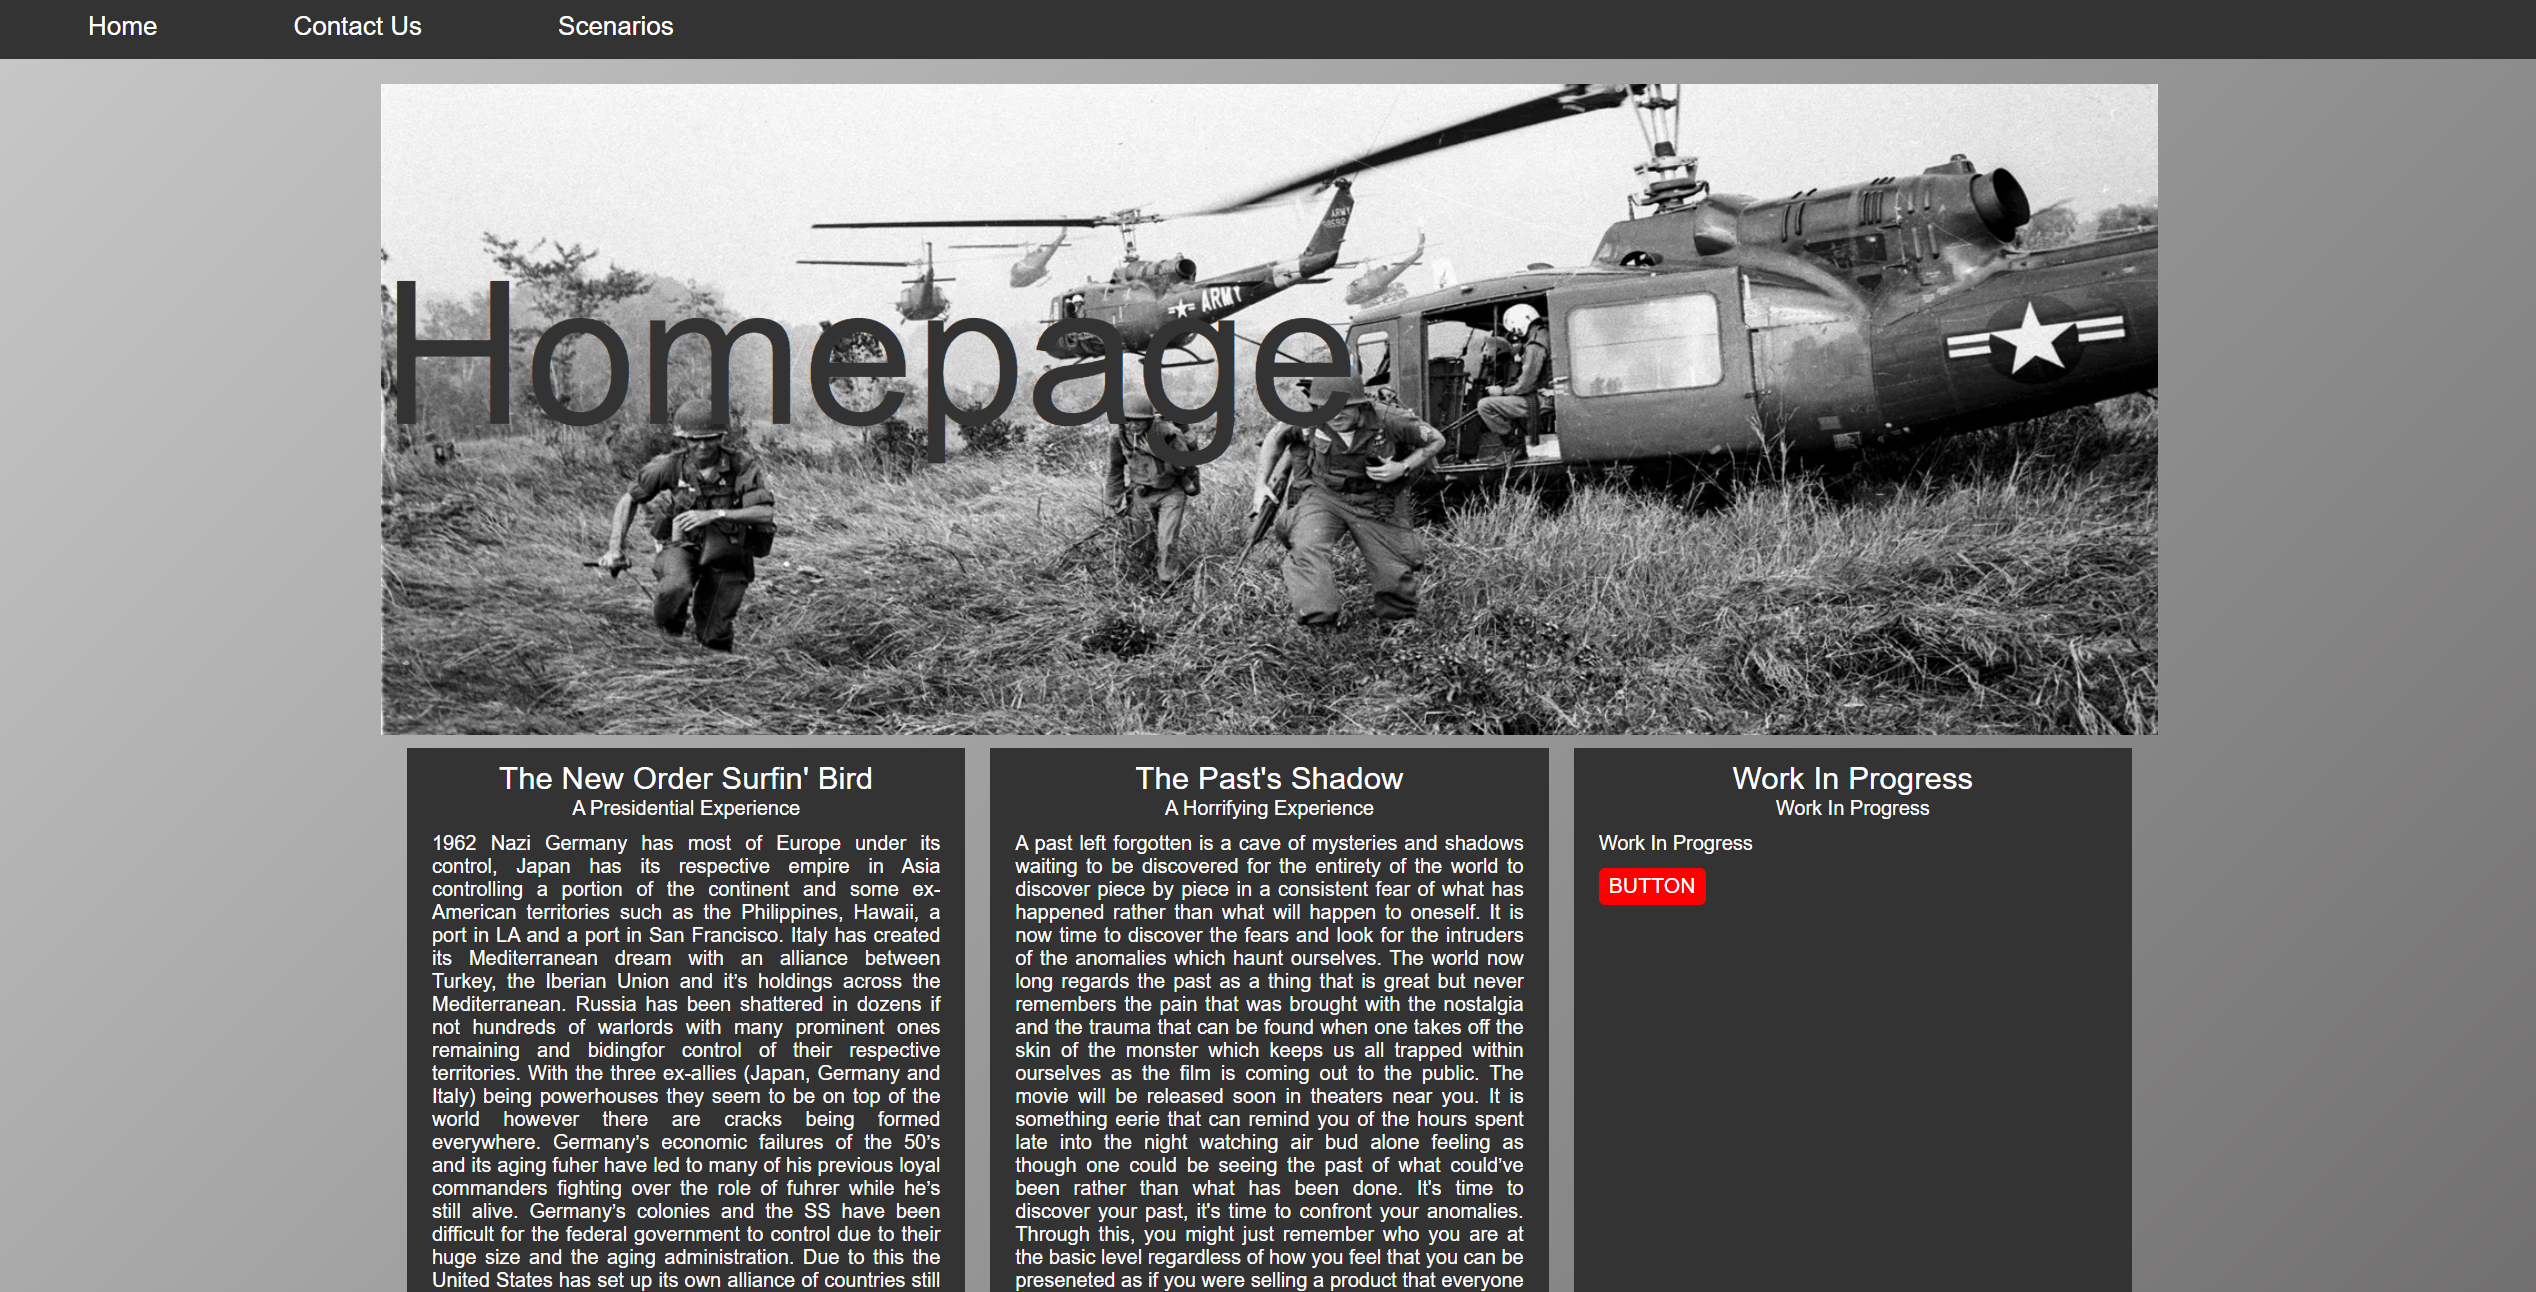 Home Contact Us Scenarios
ARMY
ARMY
Homepage
The New Order Surfin' Bird
A Presidential Experience
1962 Nazi Germany has most of Europe under its
control, Japan has its respective empire in Asia
controlling a portion of the continent and some ex-
American territories such as the Philippines, Hawaii, a
port in LA and a port in San Francisco. Italy has created
its Mediterranean dream with an alliance between
Turkey, the Iberian Union and it’s holdings across the
Mediterranean. Russia has been shattered in dozens if
not hundreds of warlords with many prominent ones
remaining and bidingfor control of their respective
territories. With the three ex-allies (Japan, Germany and
Italy) being powerhouses they seem to be on top of the
world however there are cracks being formed
everywhere. Germany’s economic failures of the 50’s
and its aging fuher have led to many of his previous loyal
commanders fighting over the role of fuhrer while he’s
still alive. Germany’s colonies and the SS have been
difficult for the federal government to control due to their
huge size and the aging administration. Due to this the
United States has set up its own alliance of countries still
The Past's Shadow
A Horrifying Experience
A past left forgotten is a cave of mysteries and shadows
waiting to be discovered for the entirety of the world to
discover piece by piece in a consistent fear of what has
happened rather than what will happen to oneself. It is
now time to discover the fears and look for the intruders
of the anomalies which haunt ourselves. The world now
long regards the past as a thing that is great but never
remembers the pain that was brought with the nostalgia
and the trauma that can be found when one takes off the
skin of the monster which keeps us all trapped within
ourselves as the film is coming out to the public. The
movie will be released soon in theaters near you. It is
something eerie that can remind you of the hours spent
late into the night watching air bud alone feeling as
though one could be seeing the past of what could’ve
been rather than what has been done. It's time to
discover your past, it's time to confront your anomalies.
Through this, you might just remember who you are at
the basic level regardless of how you feel that you can be
preseneted as if you were selling a product that everyone
Work In Progress
Work In Progress
Work In Progress
BUTTON